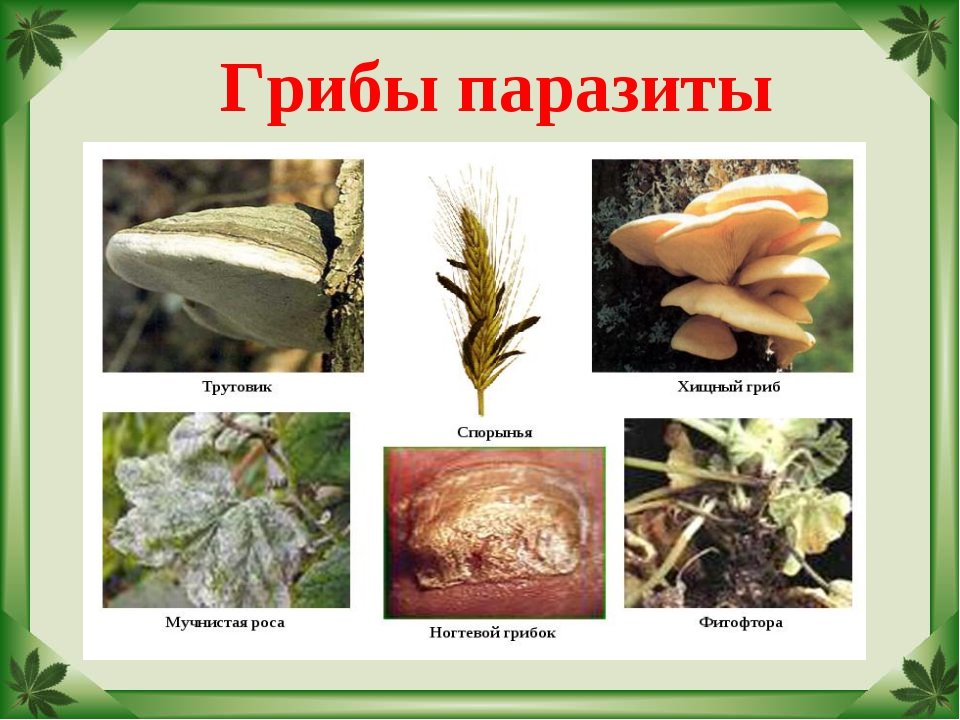 Грибы паразиты
Трутовик
Спорынья
Хищный гриб
Мучнистая роса
Ногтевой грибок
Фитофтора